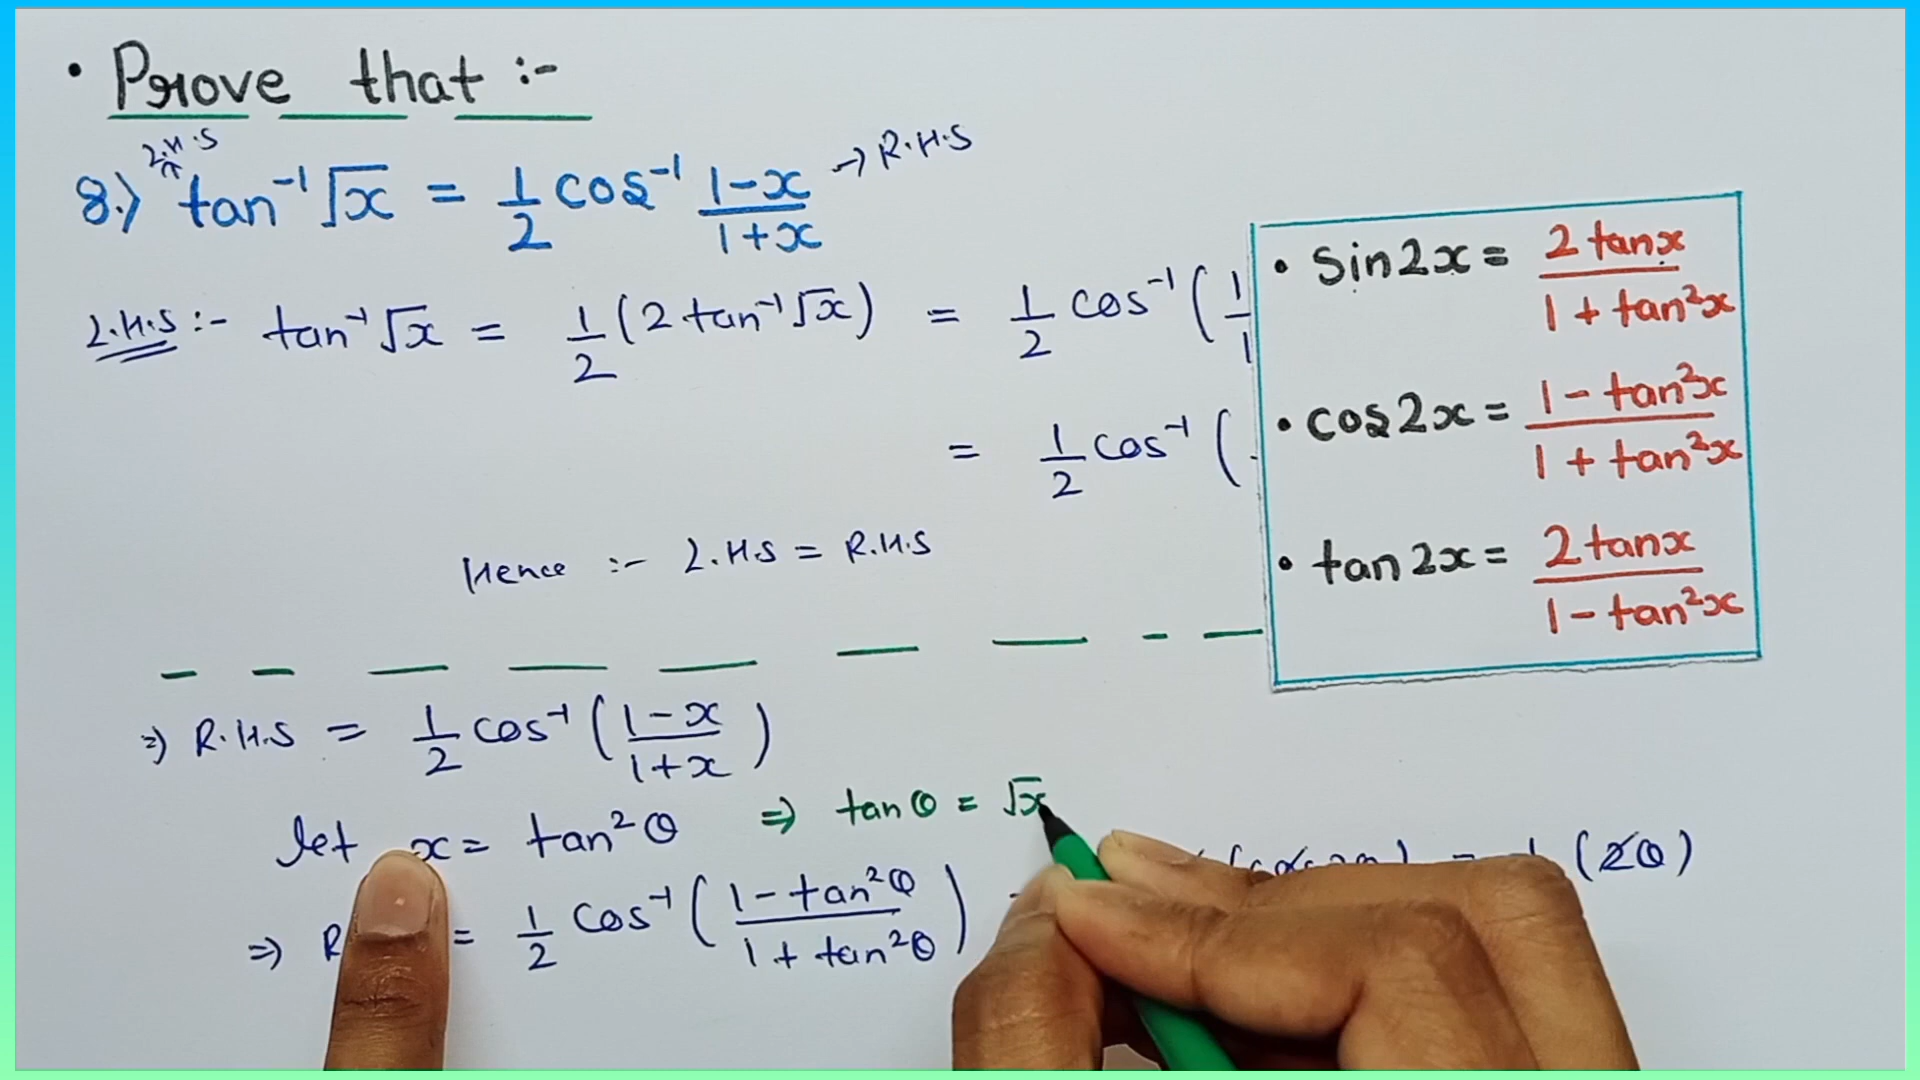 • Prove that :-
L.H.S
8.) tan⁻¹√x = 1/2 cos⁻¹ (1-x)/(1+x) → R.H.S
L.H.S :- tan⁻¹√x = 1/2 (2 tan⁻¹√x) = 1/2 cos⁻¹ (
= 1/2 cos⁻¹ (
Hence :- L.H.S = R.H.S
• sin2x = 2 tanx / (1 + tan²x)
• cos2x = (1 - tan²x) / (1 + tan²x)
• tan2x = 2 tanx / (1 - tan²x)
⇒ R.H.S = 1/2 cos⁻¹ ((1-x)/(1+x))
let x = tan²θ ⇒ tanθ = √x
⇒ R = 1/2 cos⁻¹ ((1 - tan²θ)/(1 + tan²θ)) (2θ)